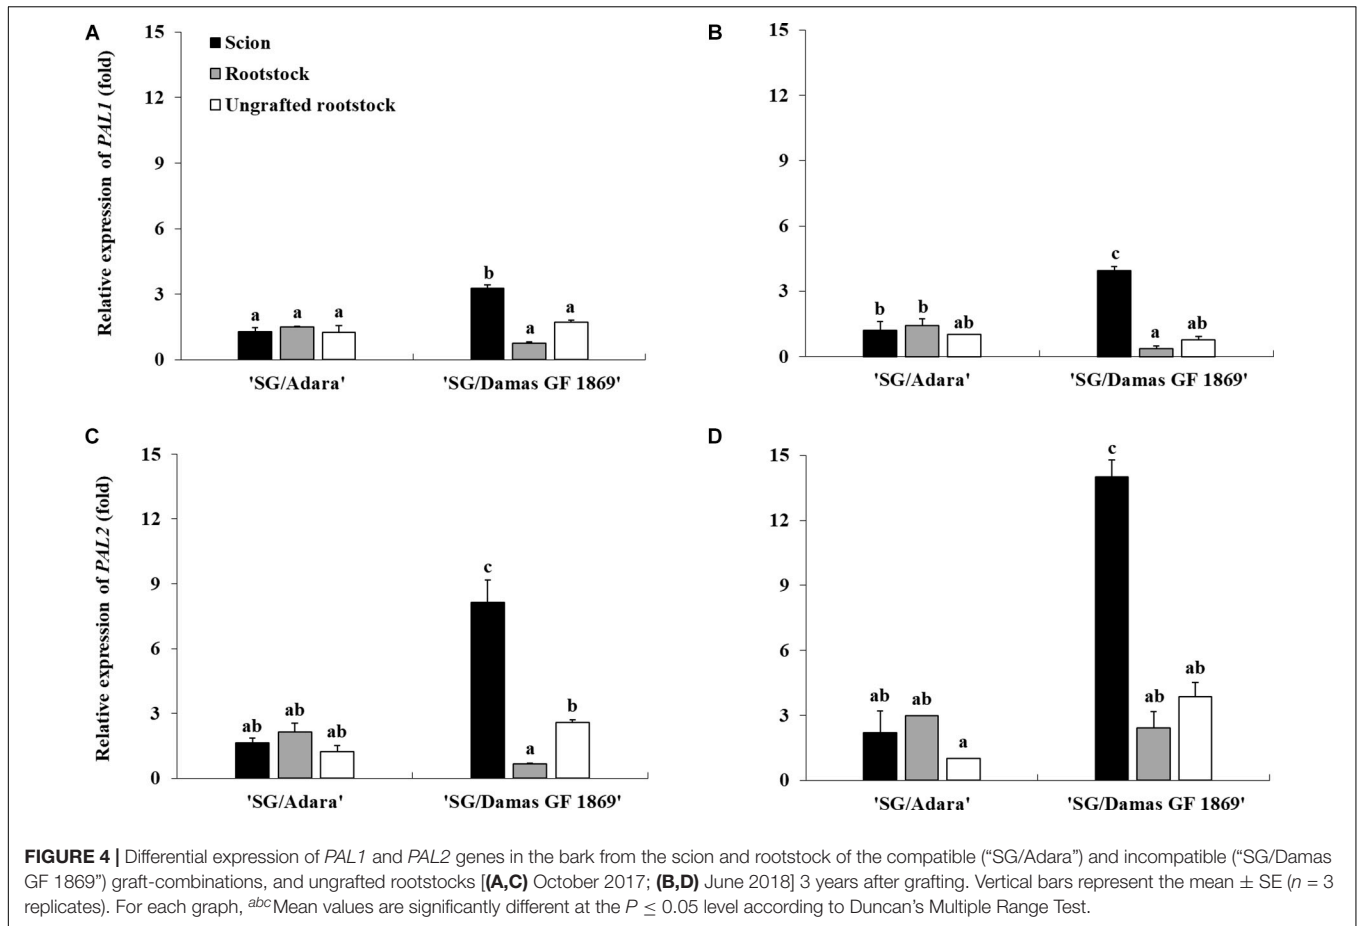 A
Relative expression of PAL1 (fold)
15
12
9
6
3
0
Scion
Rootstock
Ungrafted rootstock
a
a
a
b
a
a
'SG/Adara'
'SG/Damas GF 1869'
B
15
12
9
6
3
0
b
b
ab
c
a
ab
'SG/Adara'
'SG/Damas GF 1869'
C
Relative expression of PAL2 (fold)
15
12
9
6
3
0
ab
ab
ab
c
a
b
'SG/Adara'
'SG/Damas GF 1869'
D
15
12
9
6
3
0
ab
ab
a
c
ab
ab
'SG/Adara'
'SG/Damas GF 1869'
FIGURE 4 | Differential expression of PAL1 and PAL2 genes in the bark from the scion and rootstock of the compatible (“SG/Adara”) and incompatible (“SG/Damas
GF 1869”) graft-combinations, and ungrafted rootstocks [(A,C) October 2017; (B,D) June 2018] 3 years after grafting. Vertical bars represent the mean ± SE (n = 3
replicates). For each graph, abcMean values are significantly different at the P ≤ 0.05 level according to Duncan’s Multiple Range Test.